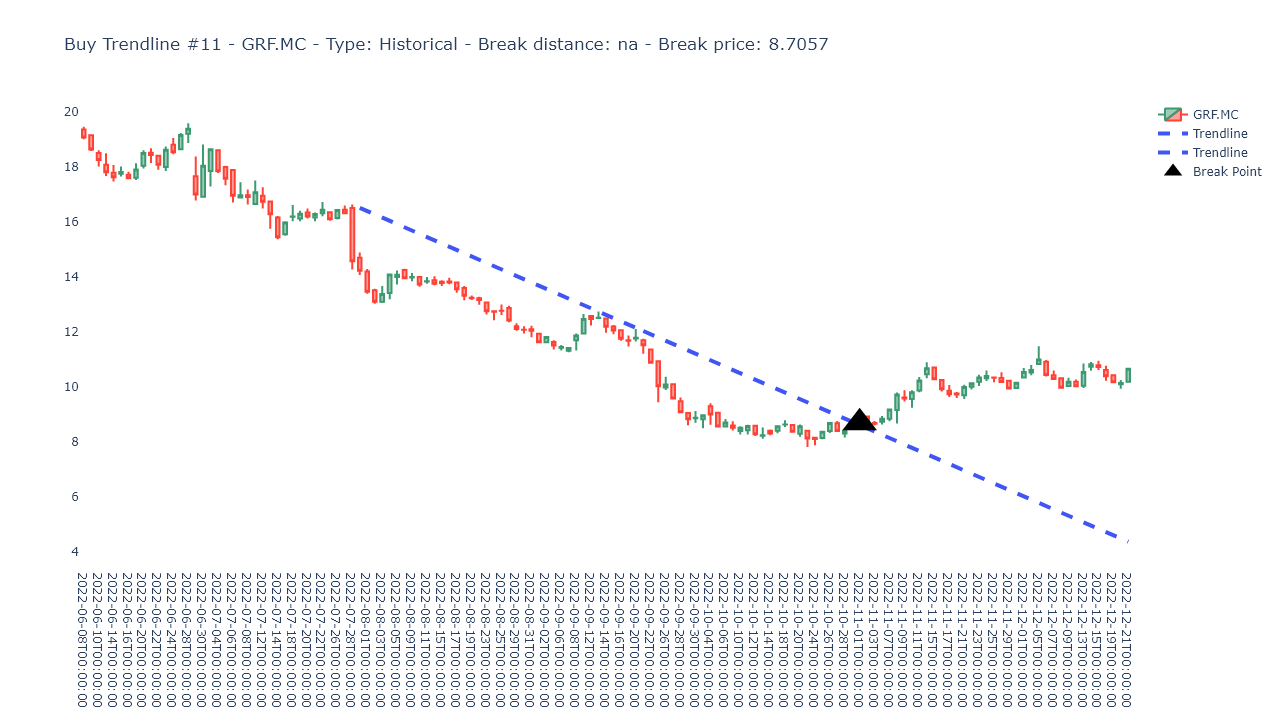 Buy Trendline #11 - GRF.MC - Type: Historical - Break distance: na - Break price: 8.7057
20
18
16
14
12
10
8
6
4
GRF.MC
Trendline
Trendline
Break Point
2022-06-08T00:00:00
2022-06-10T00:00:00
2022-06-14T00:00:00
2022-06-16T00:00:00
2022-06-20T00:00:00
2022-06-22T00:00:00
2022-06-24T00:00:00
2022-06-28T00:00:00
2022-06-30T00:00:00
2022-07-04T00:00:00
2022-07-06T00:00:00
2022-07-08T00:00:00
2022-07-12T00:00:00
2022-07-14T00:00:00
2022-07-18T00:00:00
2022-07-20T00:00:00
2022-07-22T00:00:00
2022-07-26T00:00:00
2022-07-28T00:00:00
2022-08-01T00:00:00
2022-08-03T00:00:00
2022-08-05T00:00:00
2022-08-09T00:00:00
2022-08-11T00:00:00
2022-08-15T00:00:00
2022-08-17T00:00:00
2022-08-19T00:00:00
2022-08-23T00:00:00
2022-08-25T00:00:00
2022-08-29T00:00:00
2022-08-31T00:00:00
2022-09-02T00:00:00
2022-09-06T00:00:00
2022-09-08T00:00:00
2022-09-12T00:00:00
2022-09-14T00:00:00
2022-09-16T00:00:00
2022-09-20T00:00:00
2022-09-22T00:00:00
2022-09-26T00:00:00
2022-09-28T00:00:00
2022-09-30T00:00:00
2022-10-04T00:00:00
2022-10-06T00:00:00
2022-10-10T00:00:00
2022-10-12T00:00:00
2022-10-14T00:00:00
2022-10-18T00:00:00
2022-10-20T00:00:00
2022-10-24T00:00:00
2022-10-26T00:00:00
2022-10-28T00:00:00
2022-11-01T00:00:00
2022-11-03T00:00:00
2022-11-07T00:00:00
2022-11-09T00:00:00
2022-11-11T00:00:00
2022-11-15T00:00:00
2022-11-17T00:00:00
2022-11-21T00:00:00
2022-11-23T00:00:00
2022-11-25T00:00:00
2022-11-29T00:00:00
2022-12-01T00:00:00
2022-12-05T00:00:00
2022-12-07T00:00:00
2022-12-09T00:00:00
2022-12-13T00:00:00
2022-12-15T00:00:00
2022-12-19T00:00:00
2022-12-21T00:00:00